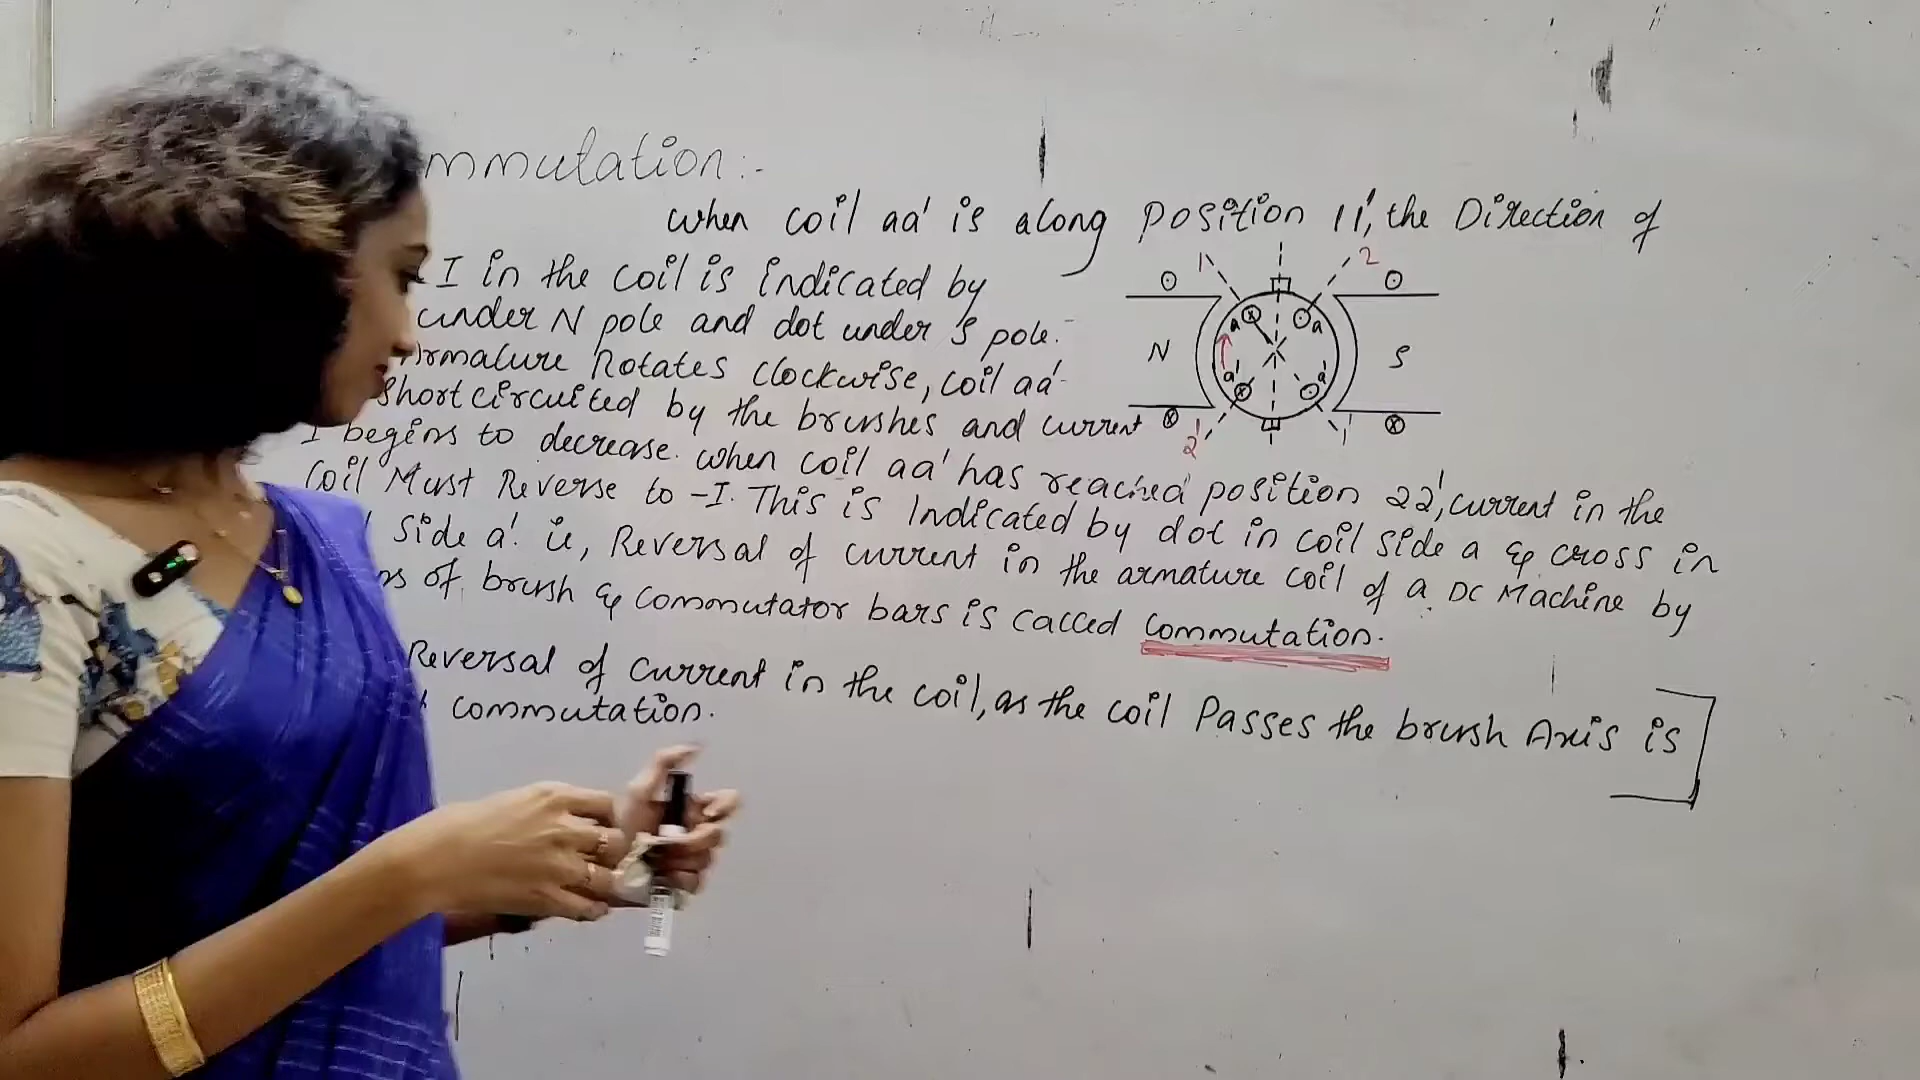 mmutation:-
when coil aa' is along position 11', the Direction of
I in the coil is indicated by
under N pole and dot under S pole.
Armature Rotates clockwise, coil aa'
Short circuited by the brushes and current
I begins to decrease. when coil aa' has reached position 22', current in the
Coil Must Reverse to -I. This is Indicated by dot in coil side a & cross in
side a'. ie, Reversal of current in the armature coil of a DC Machine by
of brush & commutator bars is called Commutation.
Reversal of current in the coil, as the coil Passes the brush Axis is
commutation.
1 2
a a
N S
a' a'
2' 1'